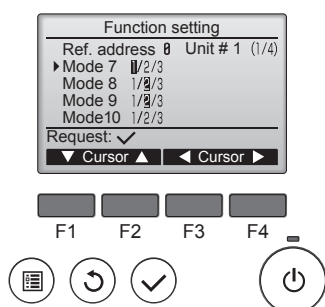 Function setting
Ref. address 0 Unit # 1 (1/4)
Mode 7 1/2/3
Mode 8 1/2/3
Mode 9 1/2/3
Mode10 1/2/3
Request: ✓
▼ Cursor ▲ ◀ Cursor ▶
F1 F2 F3 F4